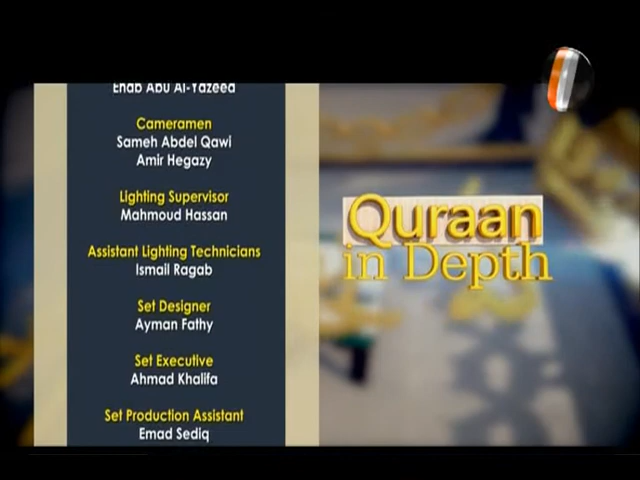 Ehab Abu Al-Yazeed
Cameramen
Sameh Abdel Qawi
Amir Hegazy
Lighting Supervisor
Mahmoud Hassan
Assistant Lighting Technicians
Ismail Ragab
Set Designer
Ayman Fathy
Set Executive
Ahmad Khalifa
Set Production Assistant
Emad Sediq
Quraan
in Depth